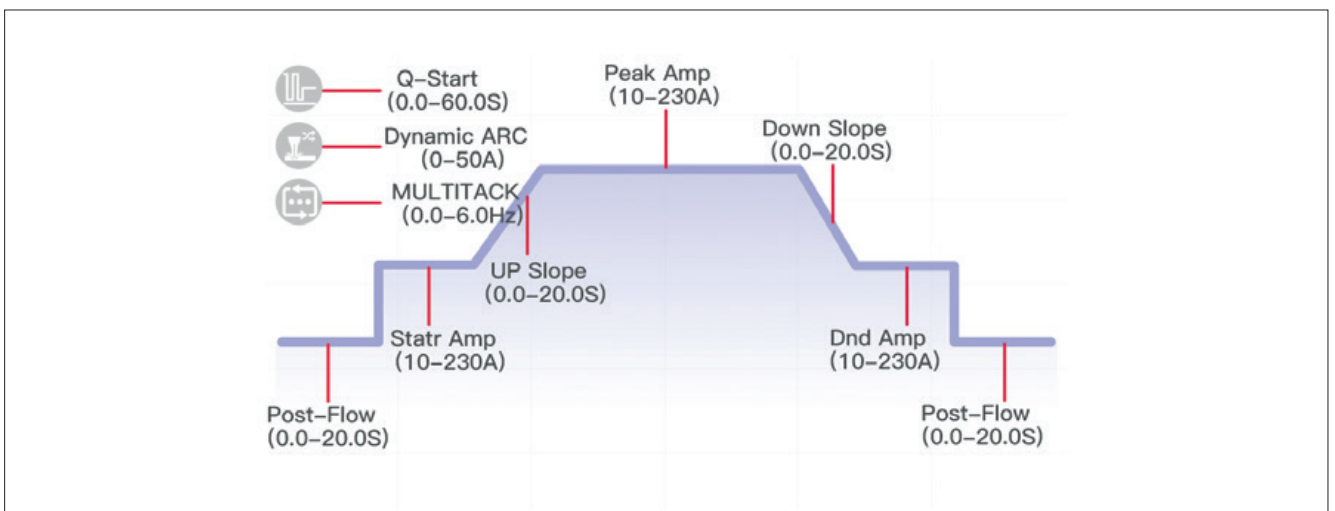 Q-Start
(0.0-60.0S)
Dynamic ARC
(0-50A)
MULTITACK
(0.0-6.0Hz)
Peak Amp
(10-230A)
Down Slope
(0.0-20.0S)
UP Slope
(0.0-20.0S)
Statr Amp
(10-230A)
Dnd Amp
(10-230A)
Post-Flow
(0.0-20.0S)
Post-Flow
(0.0-20.0S)